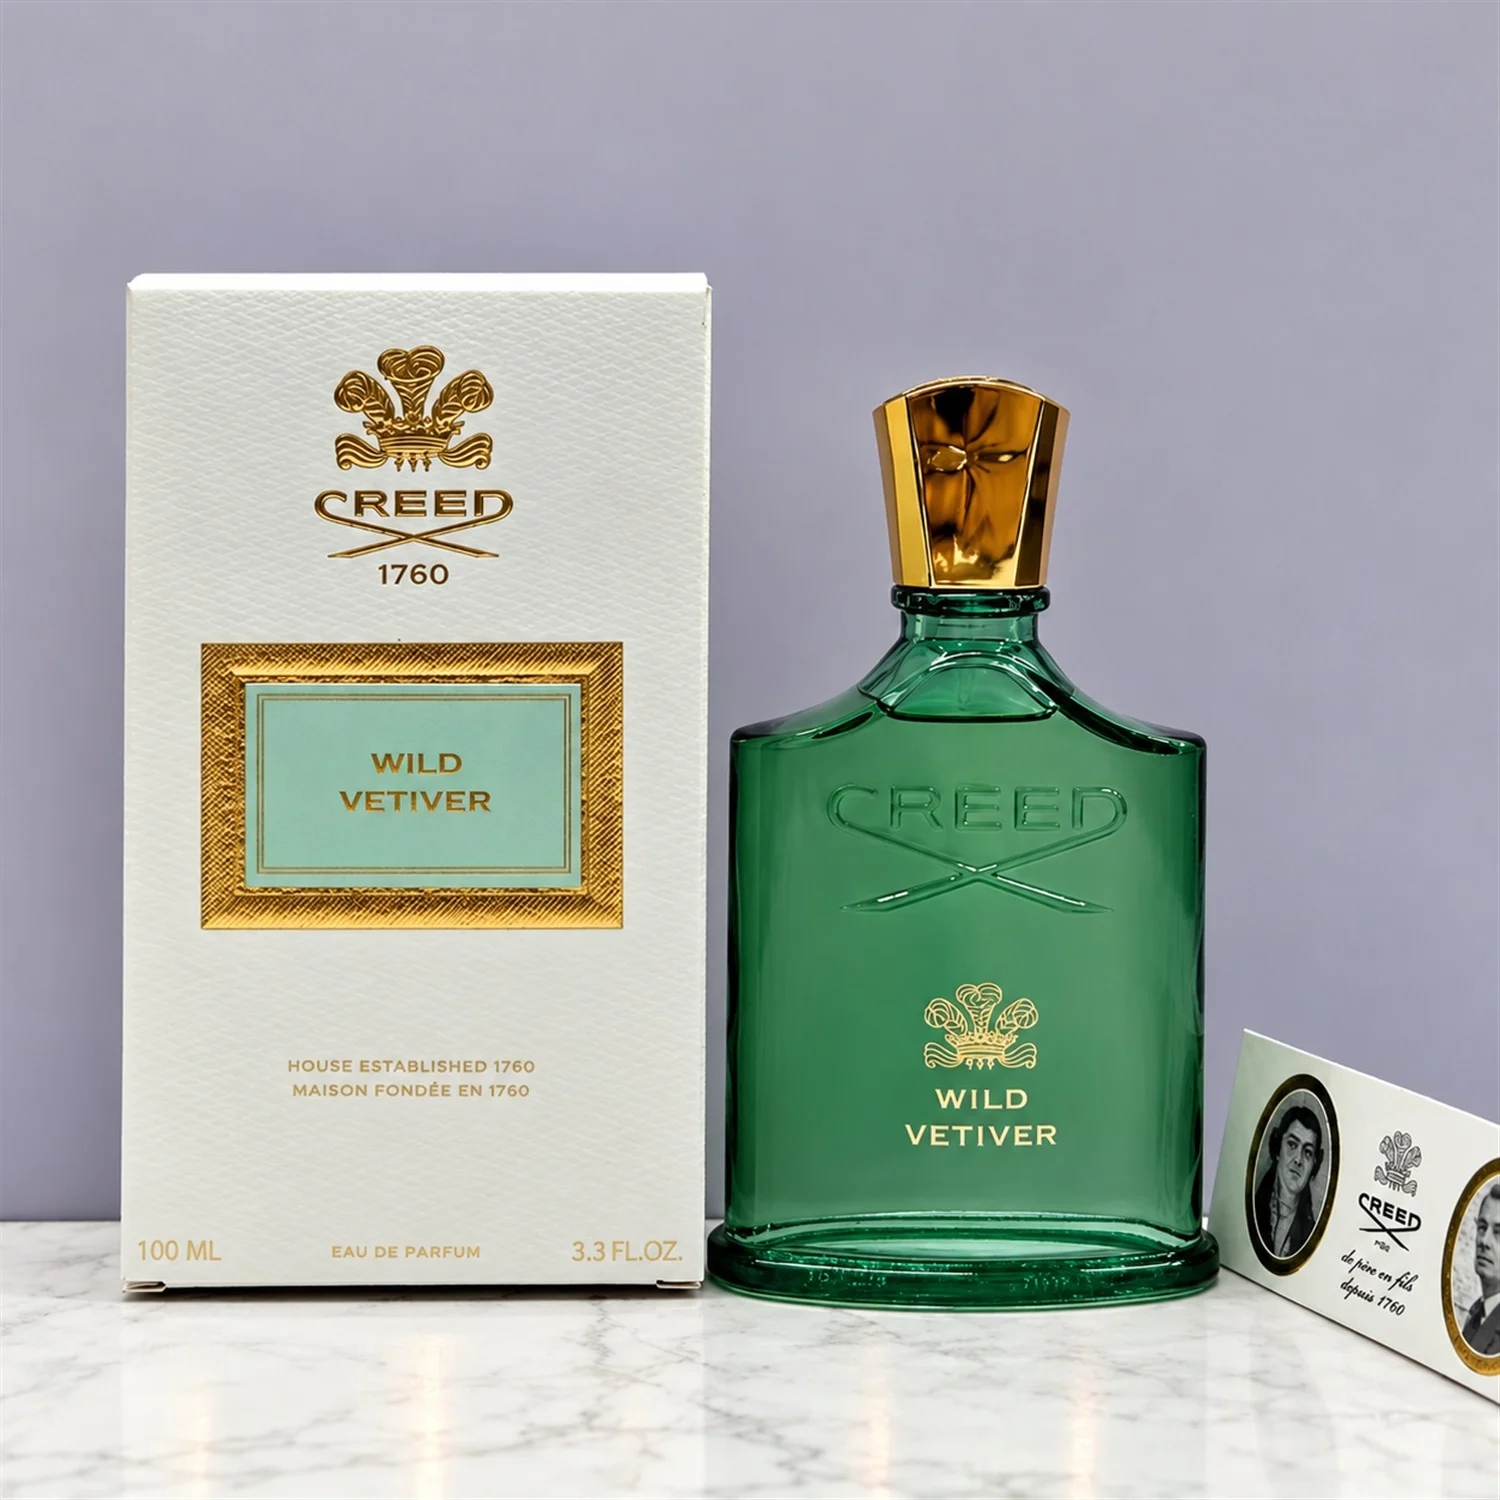 CREED
1760
WILD
VETIVER
HOUSE ESTABLISHED 1760
MAISON FONDÉE EN 1760
100 ML
EAU DE PARFUM
3.3 FL.OZ.
CREED
WILD
VETIVER
CREED
de père en fils
depuis 1760